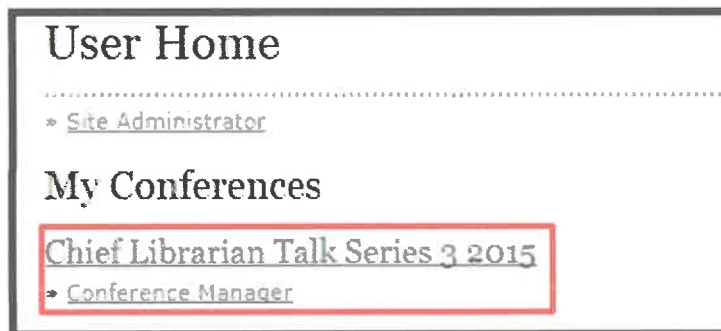 User Home
» Site Administrator
My Conferences
Chief Librarian Talk Series 3 2015
» Conference Manager